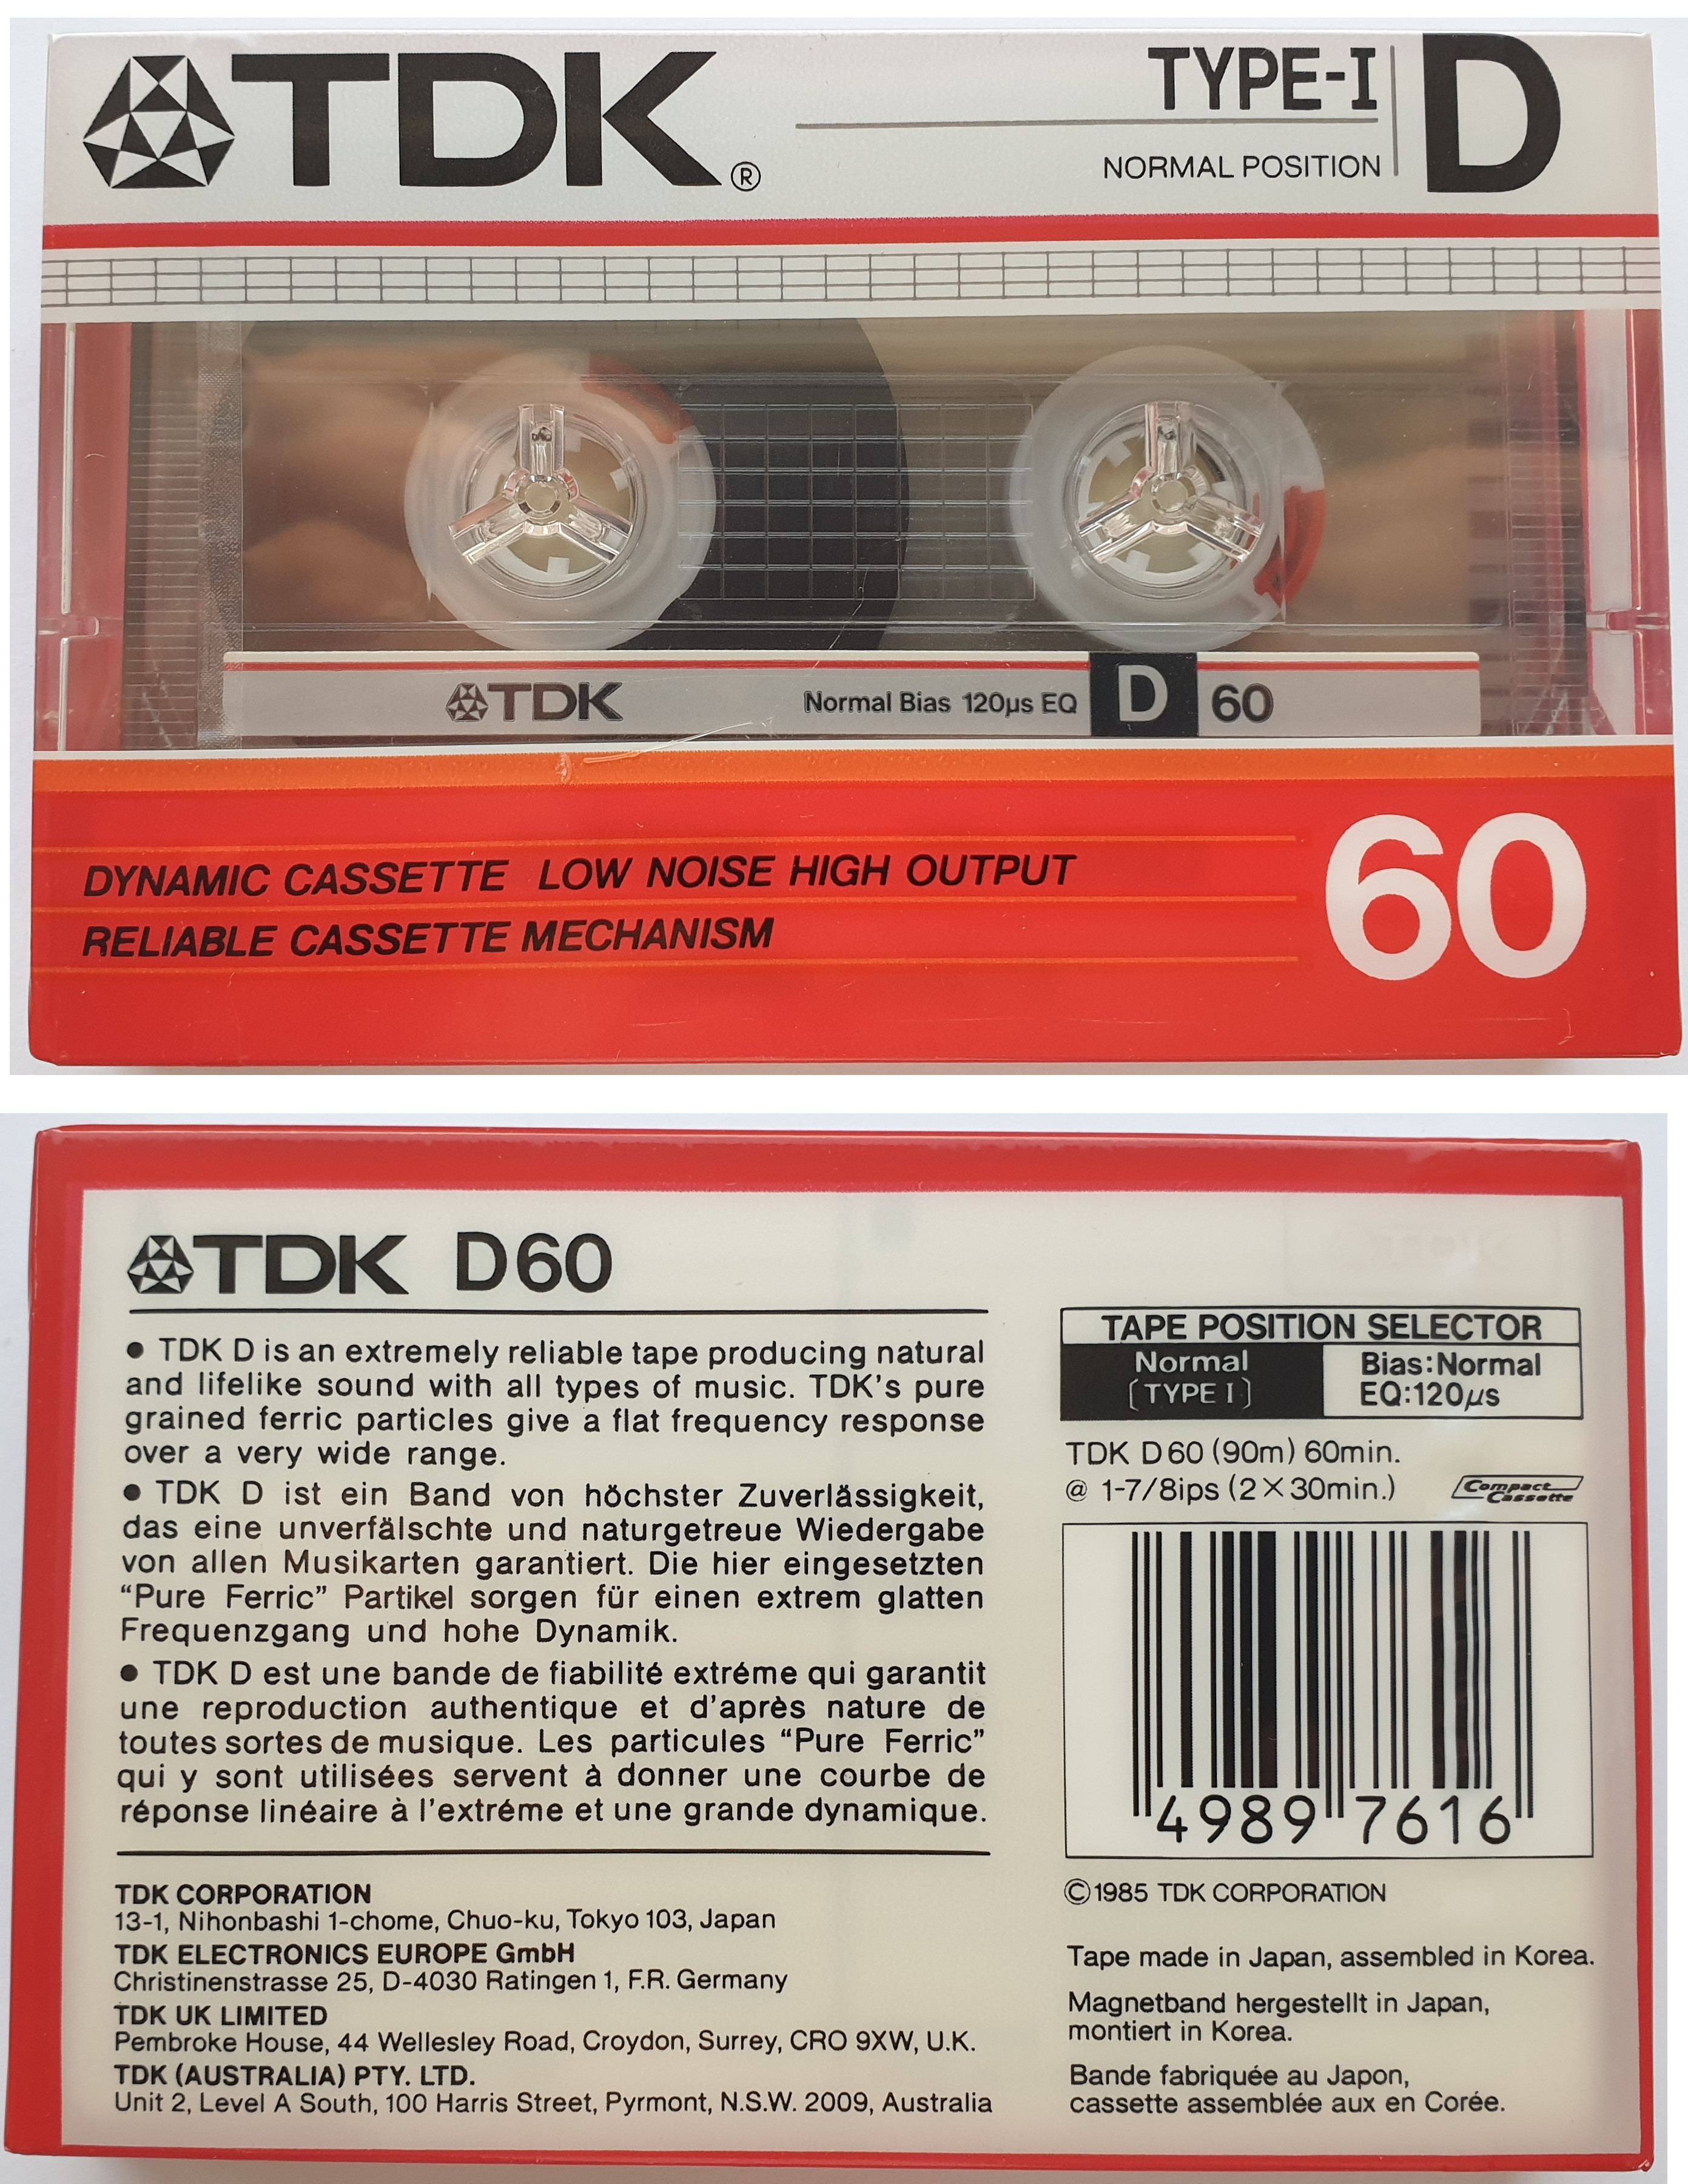 TDK®
TYPE-I
NORMAL POSITION
D
TDK
Normal Bias 120µs EQ
D
60
DYNAMIC CASSETTE LOW NOISE HIGH OUTPUT
RELIABLE CASSETTE MECHANISM
60
TDK D60
● TDK D is an extremely reliable tape producing natural
and lifelike sound with all types of music. TDK's pure
grained ferric particles give a flat frequency response
over a very wide range.
● TDK D ist ein Band von höchster Zuverlässigkeit,
das eine unverfälschte und naturgetreue Wiedergabe
von allen Musikarten garantiert. Die hier eingesetzten
“Pure Ferric” Partikel sorgen für einen extrem glatten
Frequenzgang und hohe Dynamik.
● TDK D est une bande de fiabilité extréme qui garantit
une reproduction authentique et d'après nature de
toutes sortes de musique. Les particules “Pure Ferric”
qui y sont utilisées servent à donner une courbe de
réponse linéaire à l'extréme et une grande dynamique.
TDK CORPORATION
13-1, Nihonbashi 1-chome, Chuo-ku, Tokyo 103, Japan
TDK ELECTRONICS EUROPE GmbH
Christinenstrasse 25, D-4030 Ratingen 1, F.R. Germany
TDK UK LIMITED
Pembroke House, 44 Wellesley Road, Croydon, Surrey, CRO 9XW, U.K.
TDK (AUSTRALIA) PTY. LTD.
Unit 2, Level A South, 100 Harris Street, Pyrmont, N.S.W. 2009, Australia
TAPE POSITION SELECTOR
Normal
[TYPE I]
Bias:Normal
EQ:120µs
TDK D60 (90m) 60min.
@ 1-7/8ips (2×30min.)
Compact
Cassette
4989 7616
©1985 TDK CORPORATION
Tape made in Japan, assembled in Korea.
Magnetband hergestellt in Japan,
montiert in Korea.
Bande fabriquée au Japon,
cassette assemblée aux en Corée.